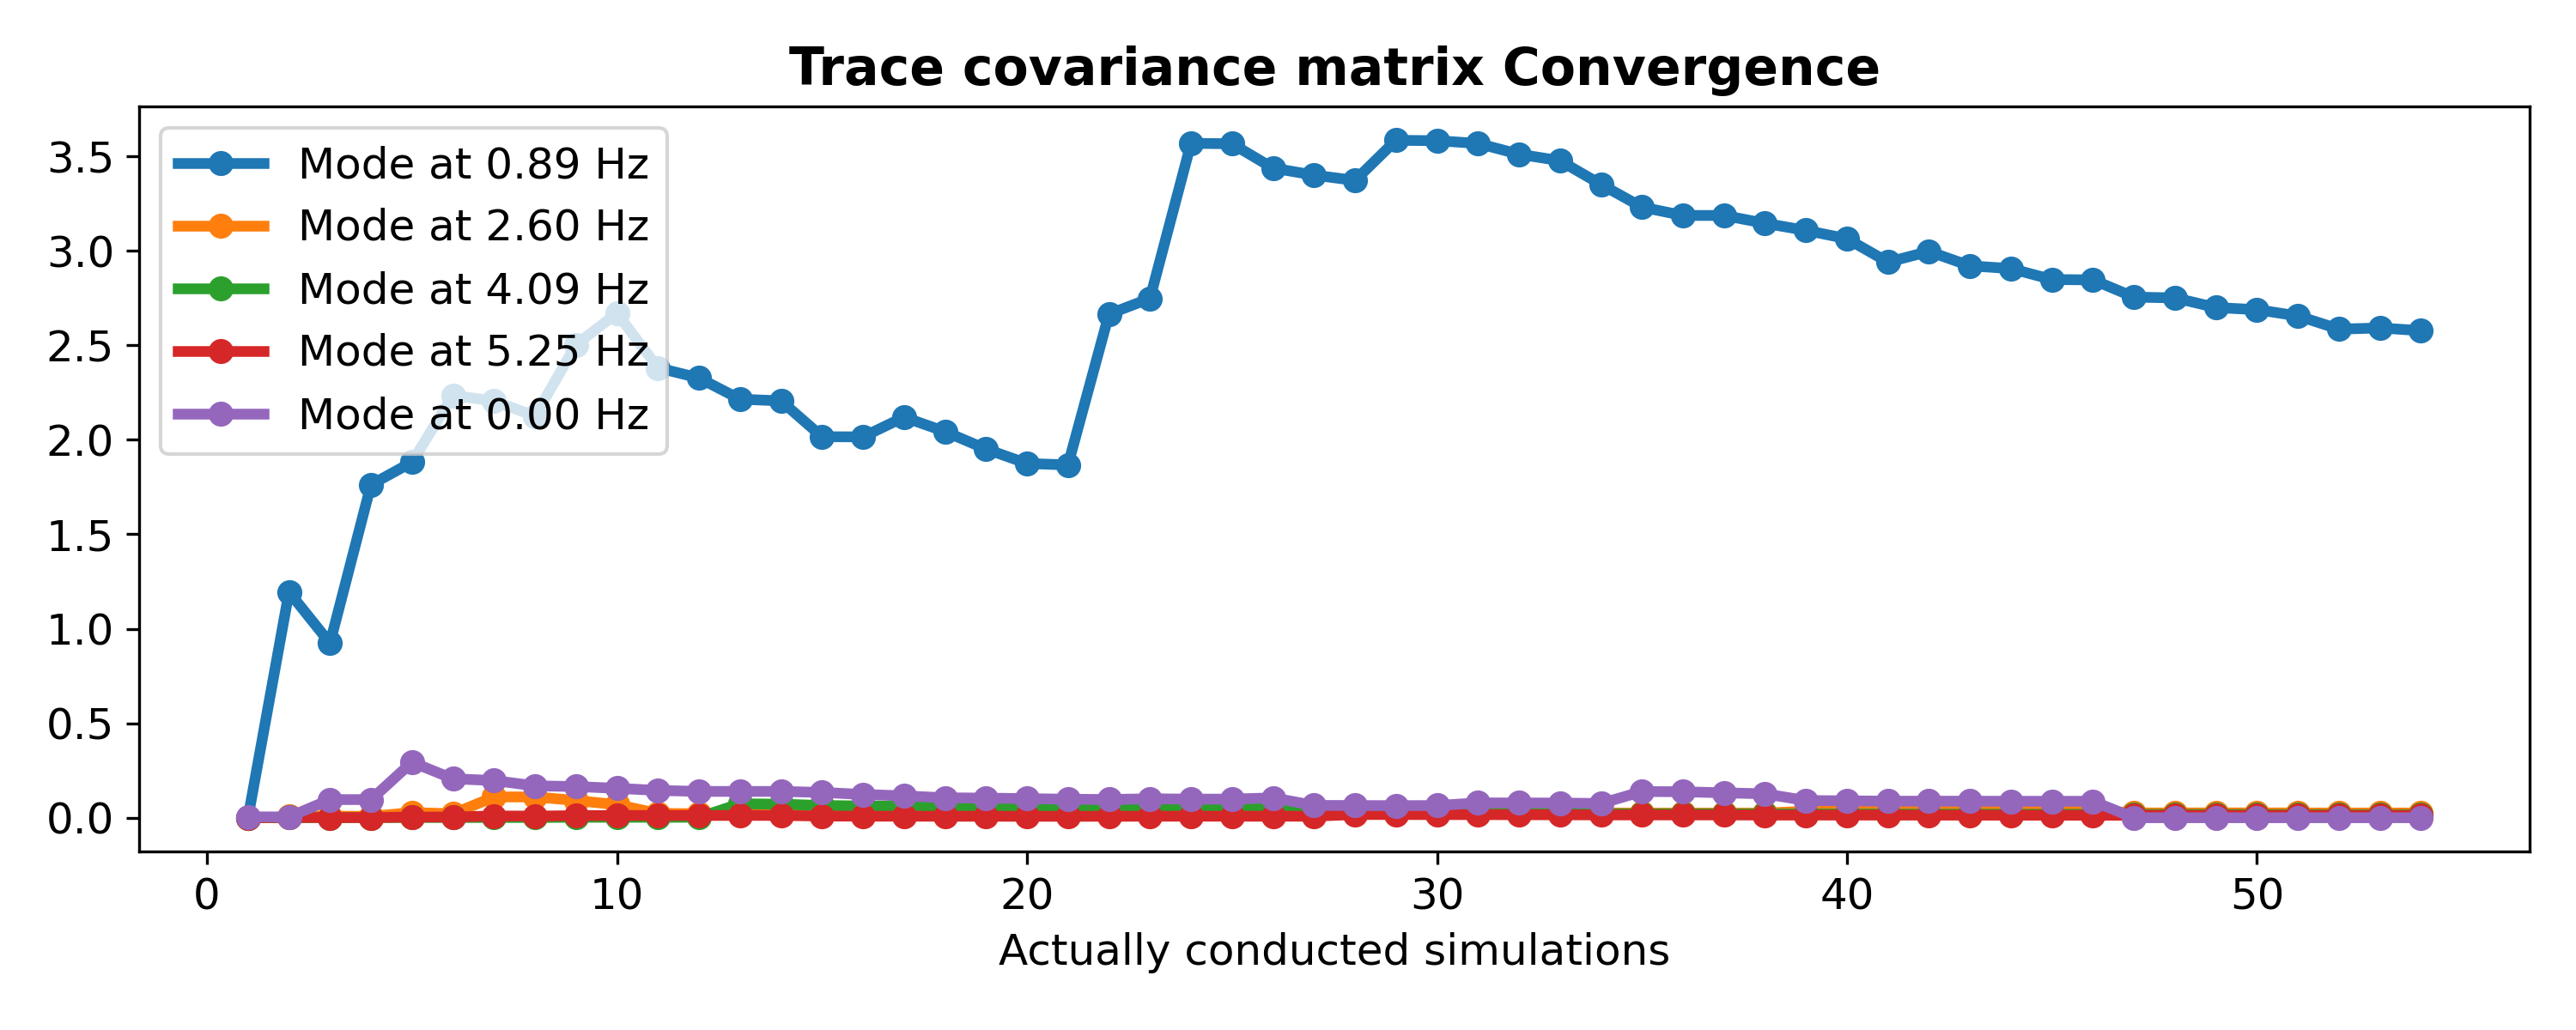 Trace covariance matrix Convergence
3.5
3.0
2.5
2.0
1.5
1.0
0.5
0.0
Mode at 0.89 Hz
Mode at 2.60 Hz
Mode at 4.09 Hz
Mode at 5.25 Hz
Mode at 0.00 Hz
0 10 20 30 40 50
Actually conducted simulations